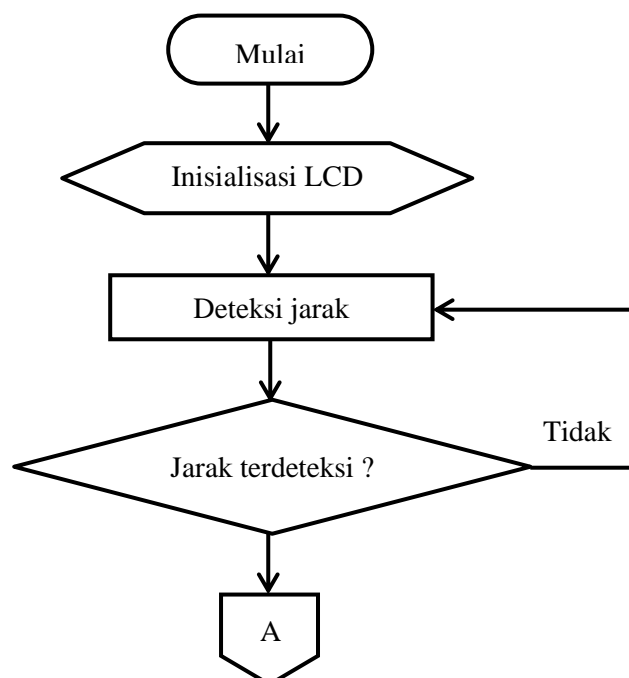 Mulai
Inisialisasi LCD
Deteksi jarak
Tidak
Jarak terdeteksi ?
A